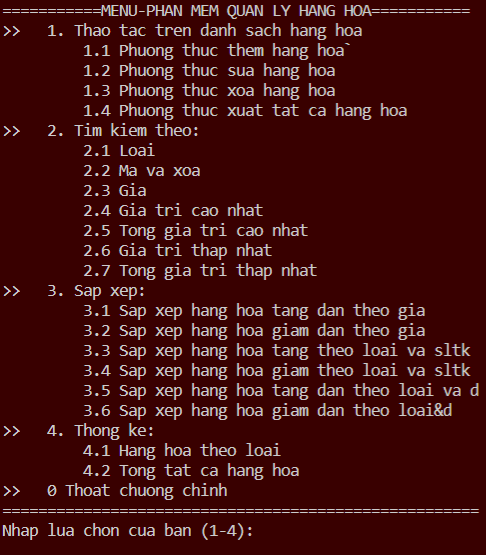 ===========MENU-PHAN MEM QUAN LY HANG HOA===========
>>   1. Thao tac tren danh sach hang hoa
         1.1 Phuong thuc them hang hoa`
         1.2 Phuong thuc sua hang hoa
         1.3 Phuong thuc xoa hang hoa
         1.4 Phuong thuc xuat tat ca hang hoa
>>   2. Tim kiem theo:
         2.1 Loai
         2.2 Ma va xoa
         2.3 Gia
         2.4 Gia tri cao nhat
         2.5 Tong gia tri cao nhat
         2.6 Gia tri thap nhat
         2.7 Tong gia tri thap nhat
>>   3. Sap xep:
         3.1 Sap xep hang hoa tang dan theo gia
         3.2 Sap xep hang hoa giam dan theo gia
         3.3 Sap xep hang hoa tang theo loai va sltk
         3.4 Sap xep hang hoa giam theo loai va sltk
         3.5 Sap xep hang hoa tang dan theo loai va d
         3.6 Sap xep hang hoa giam dan theo loai&d
>>   4. Thong ke:
         4.1 Hang hoa theo loai
         4.2 Tong tat ca hang hoa
>>   0 Thoat chuong chinh
=====================================================
Nhap lua chon cua ban (1-4):